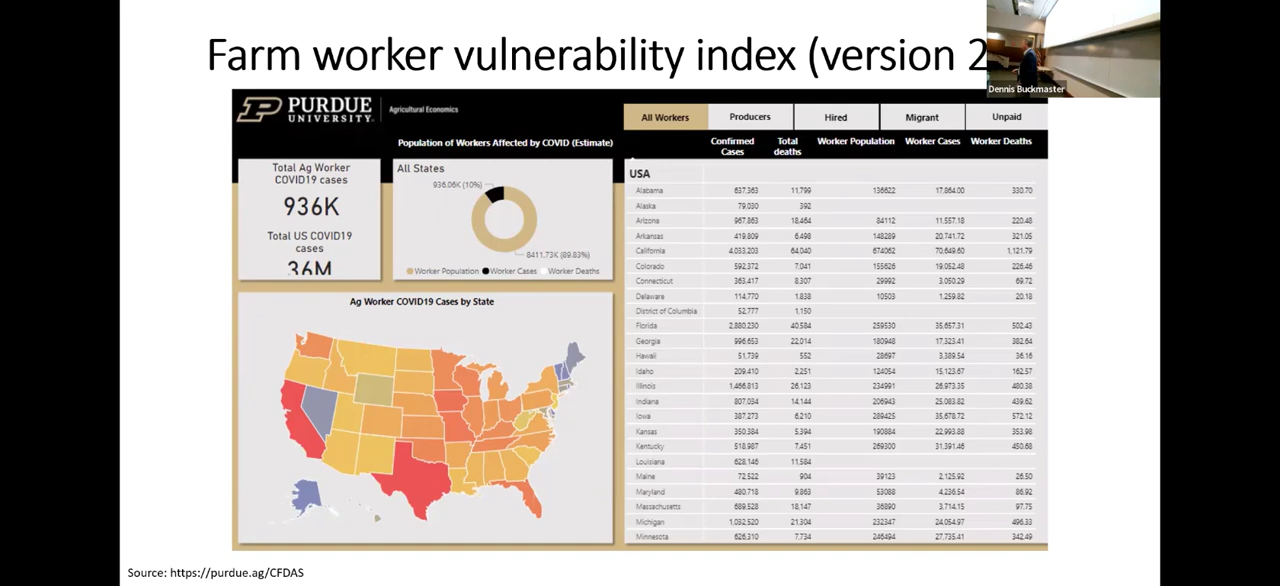 Farm worker vulnerability index (version 2
Dennis Buckmaster
PURDUE
UNIVERSITY
Agricultural Economics
Population of Workers Affected by COVID (Estimate)
Total Ag Worker
COVID19 cases
936K
Total US COVID19
cases
36M
All States
936.06K (10%)
8411.73K (89.83%)
Worker Population Worker Cases Worker Deaths
Ag Worker COVID19 Cases by State
All Workers Producers Hired Migrant Unpaid
Confirmed Cases Total deaths Worker Population Worker Cases Worker Deaths
USA
Alabama 637,363 11,799 136622 17,864.00 330.70
Alaska 79,030 392
Arizona 967,863 18,464 84112 11,557.18 220.48
Arkansas 419,809 6,498 148289 20,741.72 321.05
California 4,033,203 64,040 674062 70,649.60 1,121.79
Colorado 592,372 7,041 155626 19,052.48 226.46
Connecticut 363,417 8,307 29992 3,050.29 69.72
Delaware 114,770 1,838 10503 1,259.82 20.18
District of Columbia 52,777 1,150
Florida 2,880,230 40,584 259530 35,657.31 502.43
Georgia 996,653 22,014 180948 17,323.41 382.64
Hawaii 51,739 552 28697 3,389.54 36.16
Idaho 209,410 2,251 124054 15,123.67 162.57
Illinois 1,466,813 26,123 234991 26,973.35 480.38
Indiana 807,034 14,144 206943 25,083.82 439.62
Iowa 387,273 6,210 289425 35,678.72 572.12
Kansas 350,384 5,394 190884 22,993.88 353.98
Kentucky 518,987 7,451 269300 31,391.46 450.68
Louisiana 628,146 11,584
Maine 72,522 904 39123 2,125.92 26.50
Maryland 480,718 9,863 53088 4,236.54 86.92
Massachusetts 689,528 18,147 36890 3,714.15 97.75
Michigan 1,032,520 21,304 232347 24,054.97 496.33
Minnesota 626,310 7,734 246494 27,735.41 342.49
Source: https://purdue.ag/CFDAS